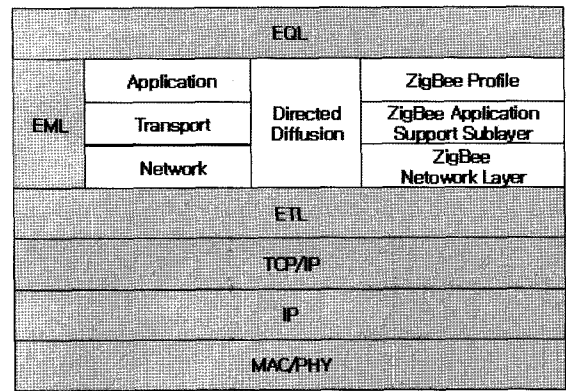 EQL
EML
Application
Transport
Network
Directed
Diffusion
ZigBee Profile
ZigBee Application
Support Sublayer
ZigBee
Netowork Layer
ETL
TCP/IP
IP
MAC/PHY